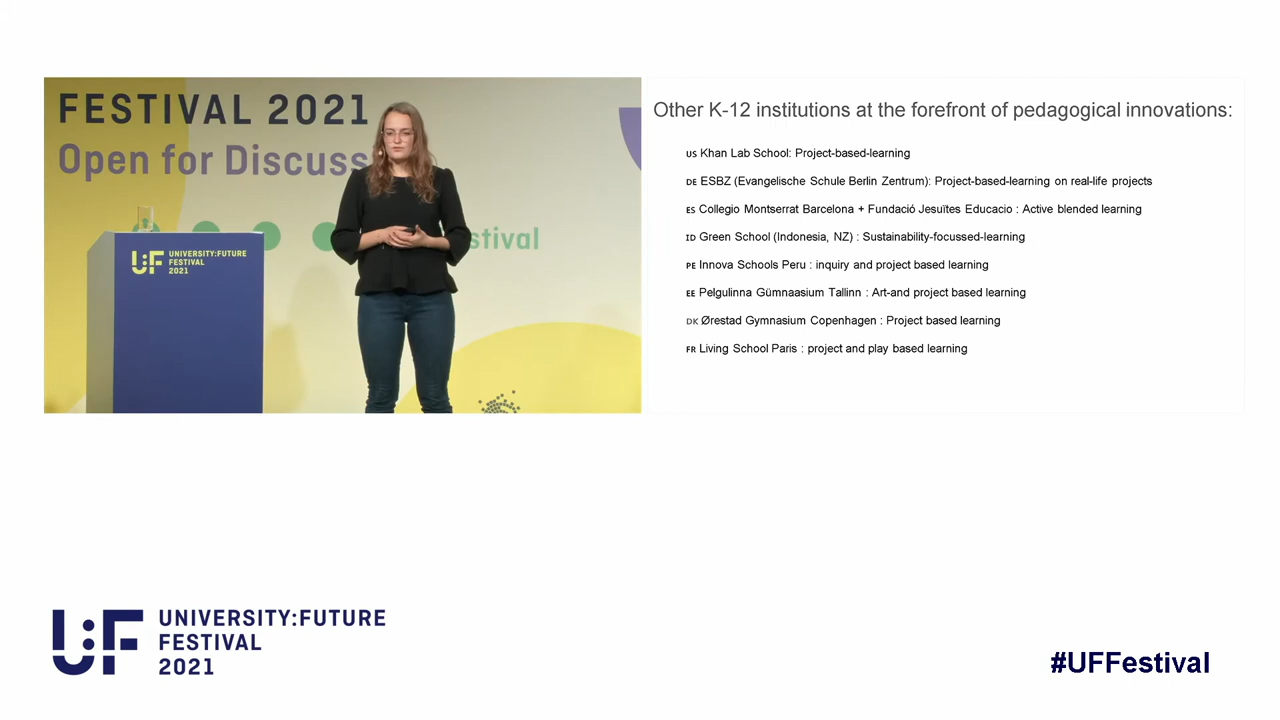 FESTIVAL 2021
Open for Discuss
stival
U:F UNIVERSITY:FUTURE
FESTIVAL
2021
Other K-12 institutions at the forefront of pedagogical innovations:
US Khan Lab School: Project-based-learning
DE ESBZ (Evangelische Schule Berlin Zentrum): Project-based-learning on real-life projects
ES Collegio Montserrat Barcelona + Fundació Jesuïtes Educacio : Active blended learning
ID Green School (Indonesia, NZ) : Sustainability-focussed-learning
PE Innova Schools Peru : inquiry and project based learning
EE Pelgulinna Gümnaasium Tallinn : Art-and project based learning
DK Ørestad Gymnasium Copenhagen : Project based learning
FR Living School Paris : project and play based learning
U:F UNIVERSITY:FUTURE
FESTIVAL
2021
#UFFestival